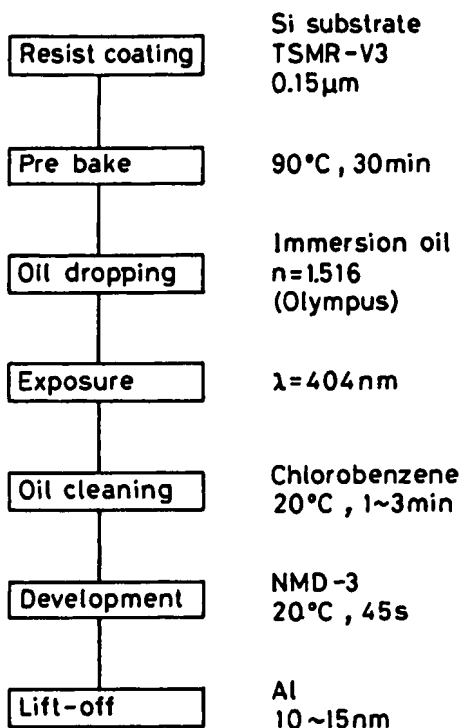 Resist coating
Si substrate
TSMR-V3
0.15μm
Pre bake
90°C , 30min
Oil dropping
Immersion oil
n=1.516
(Olympus)
Exposure
λ=404nm
Oil cleaning
Chlorobenzene
20°C , 1~3min
Development
NMD-3
20°C , 45s
Lift-off
Al
10~15nm